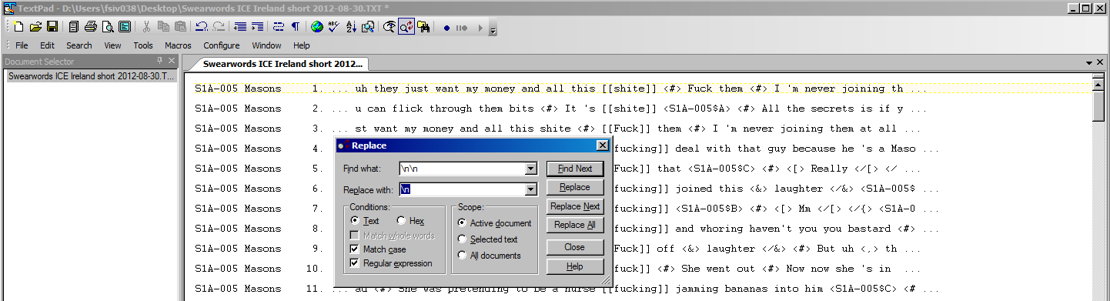 TextPad - D:\Users\fsiv038\Desktop\Swearwords ICE Ireland short 2012-08-30.TXT *
File Edit Search View Tools Macros Configure Window Help
Document Selector
Swearwords ICE Ireland short 2012-08-30.T...
Swearwords ICE Ireland short 2012...
S1A-005 Masons 1. ... uh they just want my money and all this [[shite]] <#> Fuck them <#> I 'm never joining th ...
S1A-005 Masons 2. ... u can flick through them bits <#> It 's [[shite]] <S1A-005$A> <#> All the secrets is if y ...
S1A-005 Masons 3. ... st want my money and all this shite <#> [[Fuck]] them <#> I 'm never joining them at all ...
S1A-005 Masons 4. fucking]] deal with that guy because he 's a Maso ...
S1A-005 Masons 5. Fuck]] that <S1A-005$C> <#> <[> Really </[> </ ...
S1A-005 Masons 6. fucking]] joined this <&> laughter </&> <S1A-005$ ...
S1A-005 Masons 7. fucking]] <S1A-005$B> <#> <[> Mm </[> </{> <S1A-0 ...
S1A-005 Masons 8. fucking]] and whoring haven't you you bastard <#> ...
S1A-005 Masons 9. Fuck]] off <&> laughter </&> <#> But uh <,> th ...
S1A-005 Masons 10. fuck]] <#> She went out <#> Now now she 's in ...
S1A-005 Masons 11. ... ad <#> She was pretending to be a nurse [[fucking]] jamming bananas into him <S1A-005$C> <# ...
Replace
Find what: \n\n
Find Next
Replace with: \n
Replace
Conditions:
Text Hex
Match whole words
Match case
Regular expression
Scope:
Active document
Selected text
All documents
Replace Next
Replace All
Close
Help